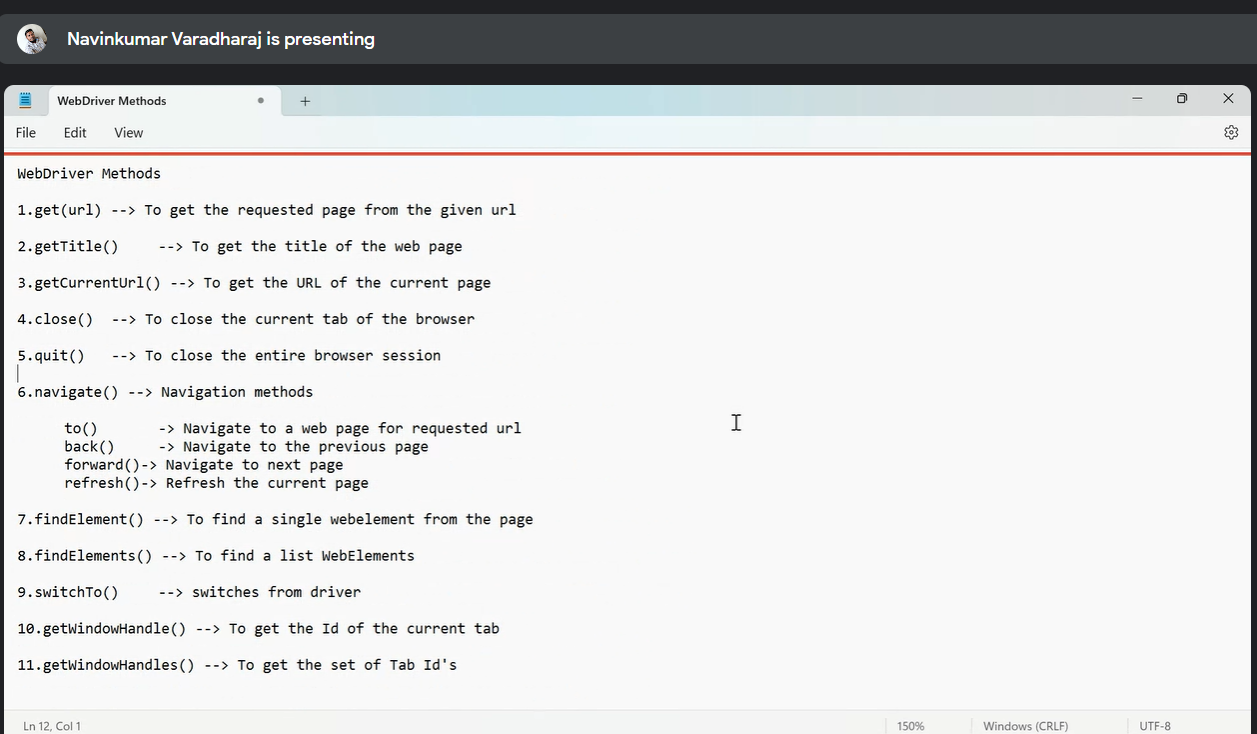 Navinkumar Varadharaj is presenting
WebDriver Methods
File Edit View
WebDriver Methods
1.get(url) --> To get the requested page from the given url
2.getTitle() --> To get the title of the web page
3.getCurrentUrl() --> To get the URL of the current page
4.close() --> To close the current tab of the browser
5.quit() --> To close the entire browser session
6.navigate() --> Navigation methods
to() -> Navigate to a web page for requested url
back() -> Navigate to the previous page
forward()-> Navigate to next page
refresh()-> Refresh the current page
7.findElement() --> To find a single webelement from the page
8.findElements() --> To find a list WebElements
9.switchTo() --> switches from driver
10.getWindowHandle() --> To get the Id of the current tab
11.getWindowHandles() --> To get the set of Tab Id's
Ln 12, Col 1 150% Windows (CRLF) UTF-8